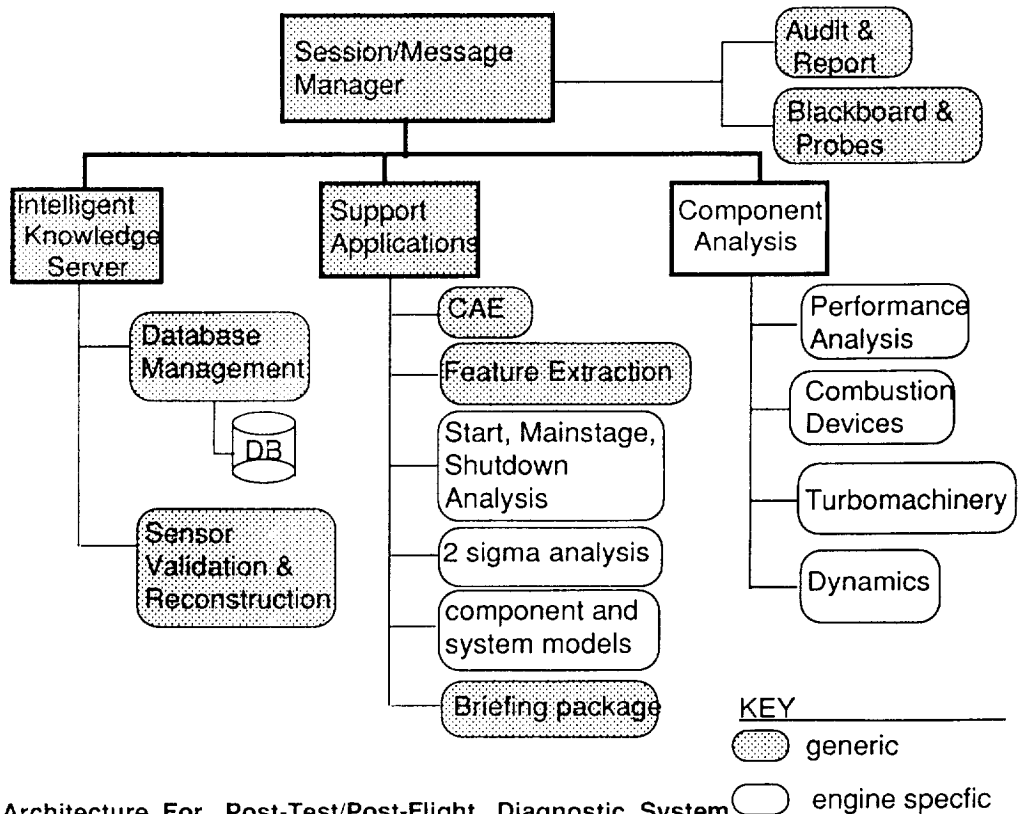 Session/Message
Manager
Audit &
Report
Blackboard &
Probes
Intelligent
Knowledge
Server
Support
Applications
Component
Analysis
Database
Management
DB
Sensor
Validation &
Reconstruction
CAE
Feature Extraction
Start, Mainstage,
Shutdown
Analysis
2 sigma analysis
component and
system models
Briefing package
Performance
Analysis
Combustion
Devices
Turbomachinery
Dynamics
KEY
generic
engine specfic
Architecture For Post-Test/Post-Flight Diagnostic System